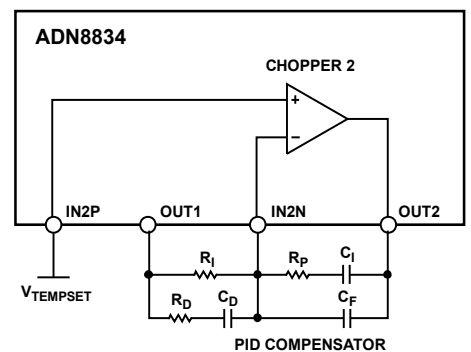 ADN8834
CHOPPER 2
+
−
IN2P
OUT1
IN2N
OUT2
RI
RP
CI
VTEMPSET
RD
CD
CF
PID COMPENSATOR